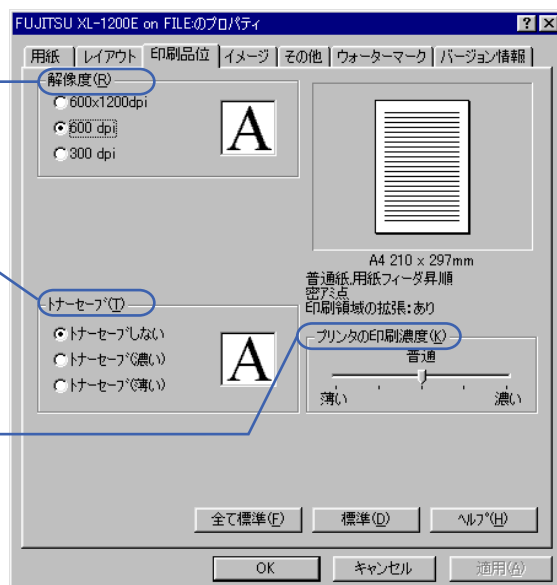 FUJITSU XL-1200E on FILE:のプロパティ
用紙 レイアウト 印刷品位 イメージ その他 ウォーターマーク バージョン情報
解像度(R)
600x1200dpi
600 dpi
300 dpi
A
A4 210 x 297mm
普通紙,用紙フィーダ昇順
密アミ点
印刷領域の拡張:あり
トナーセーブ(T)
トナーセーブしない
トナーセーブ(濃い)
トナーセーブ(薄い)
A
プリンタの印刷濃度(K)
普通
薄い 濃い
全て標準(F) 標準(D) ヘルプ(H)
OK キャンセル 適用(A)